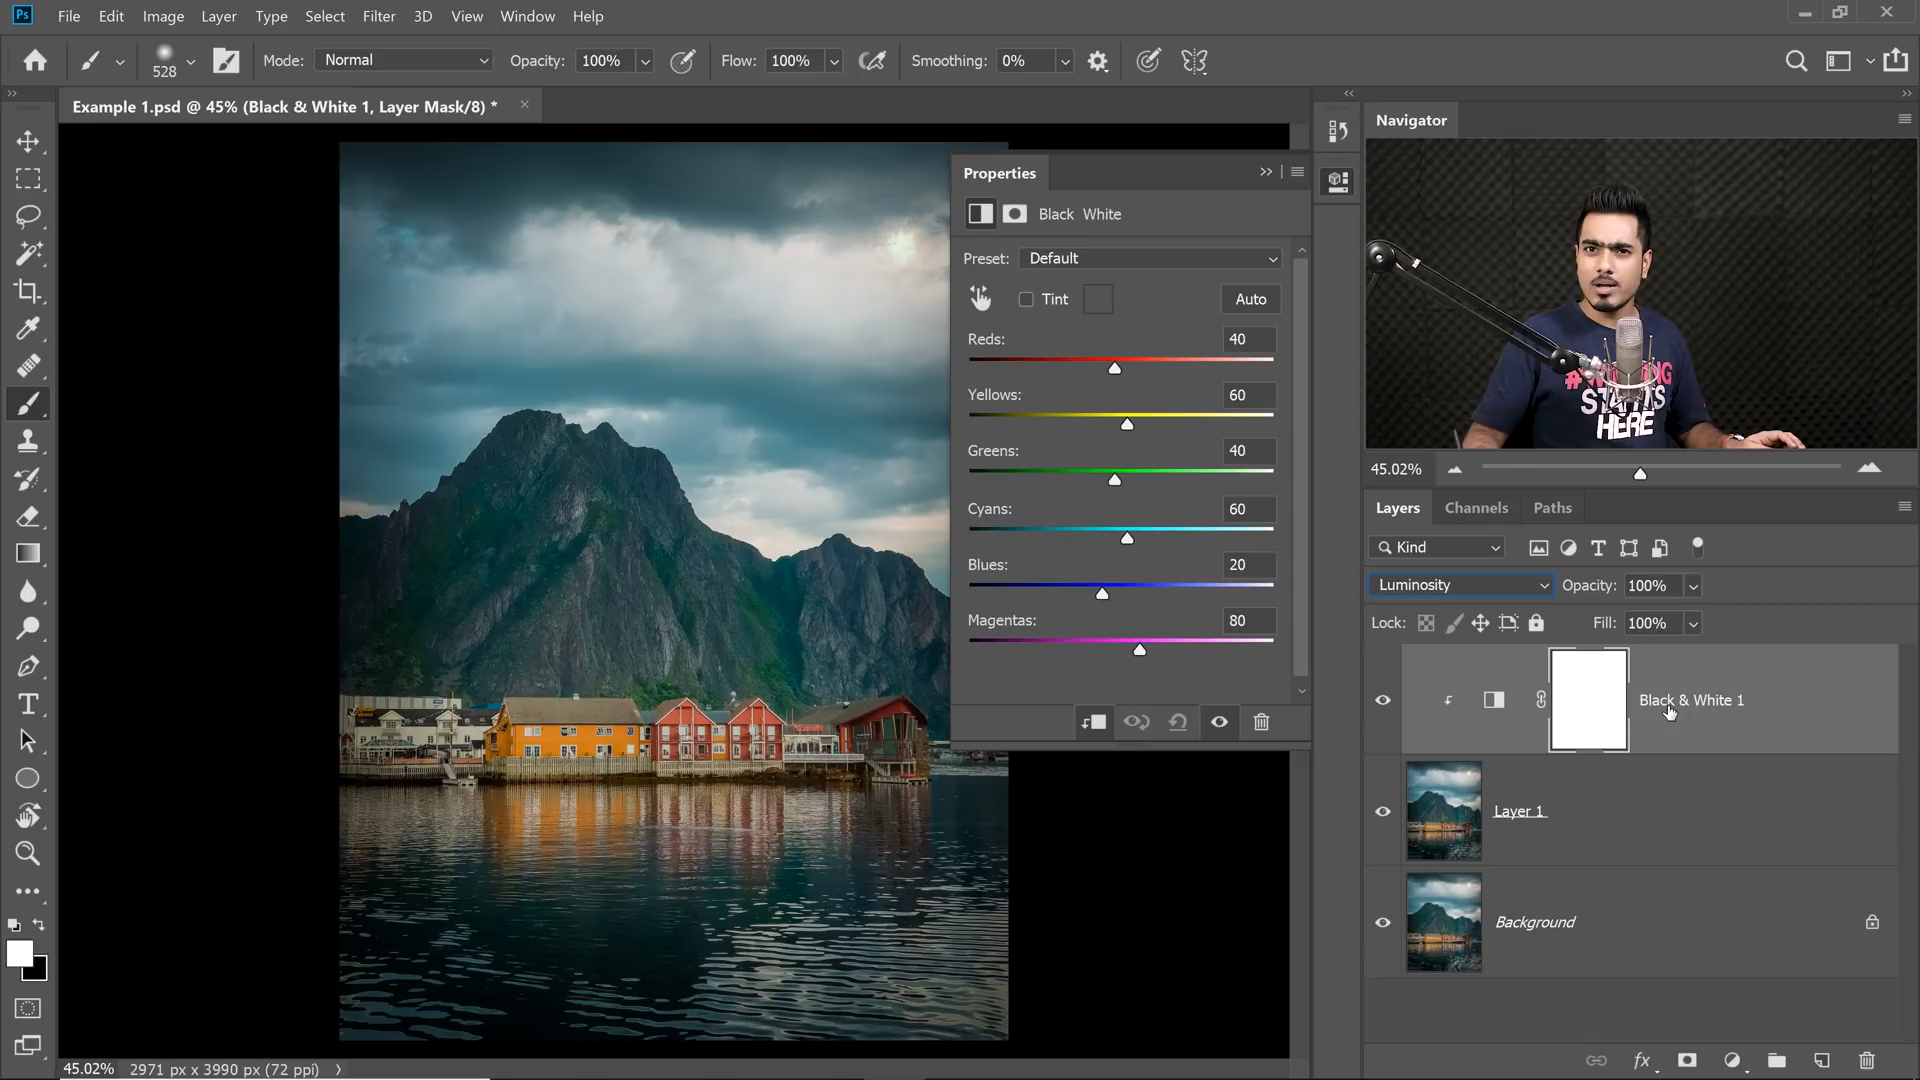 Ps File Edit Image Layer Type Select Filter 3D View Window Help
528 Mode: Normal Opacity: 100% Flow: 100% Smoothing: 0%
Example 1.psd @ 45% (Black & White 1, Layer Mask/8) *
Properties
Black White
Preset: Default
Tint Auto
Reds: 40
Yellows: 60
Greens: 40
Cyans: 60
Blues: 20
Magentas: 80
Navigator
STARTS
HERE
45.02%
Layers Channels Paths
Kind
Luminosity Opacity: 100%
Lock: Fill: 100%
Black & White 1
Layer 1
Background
fx
45.02% 2971 px x 3990 px (72 ppi)